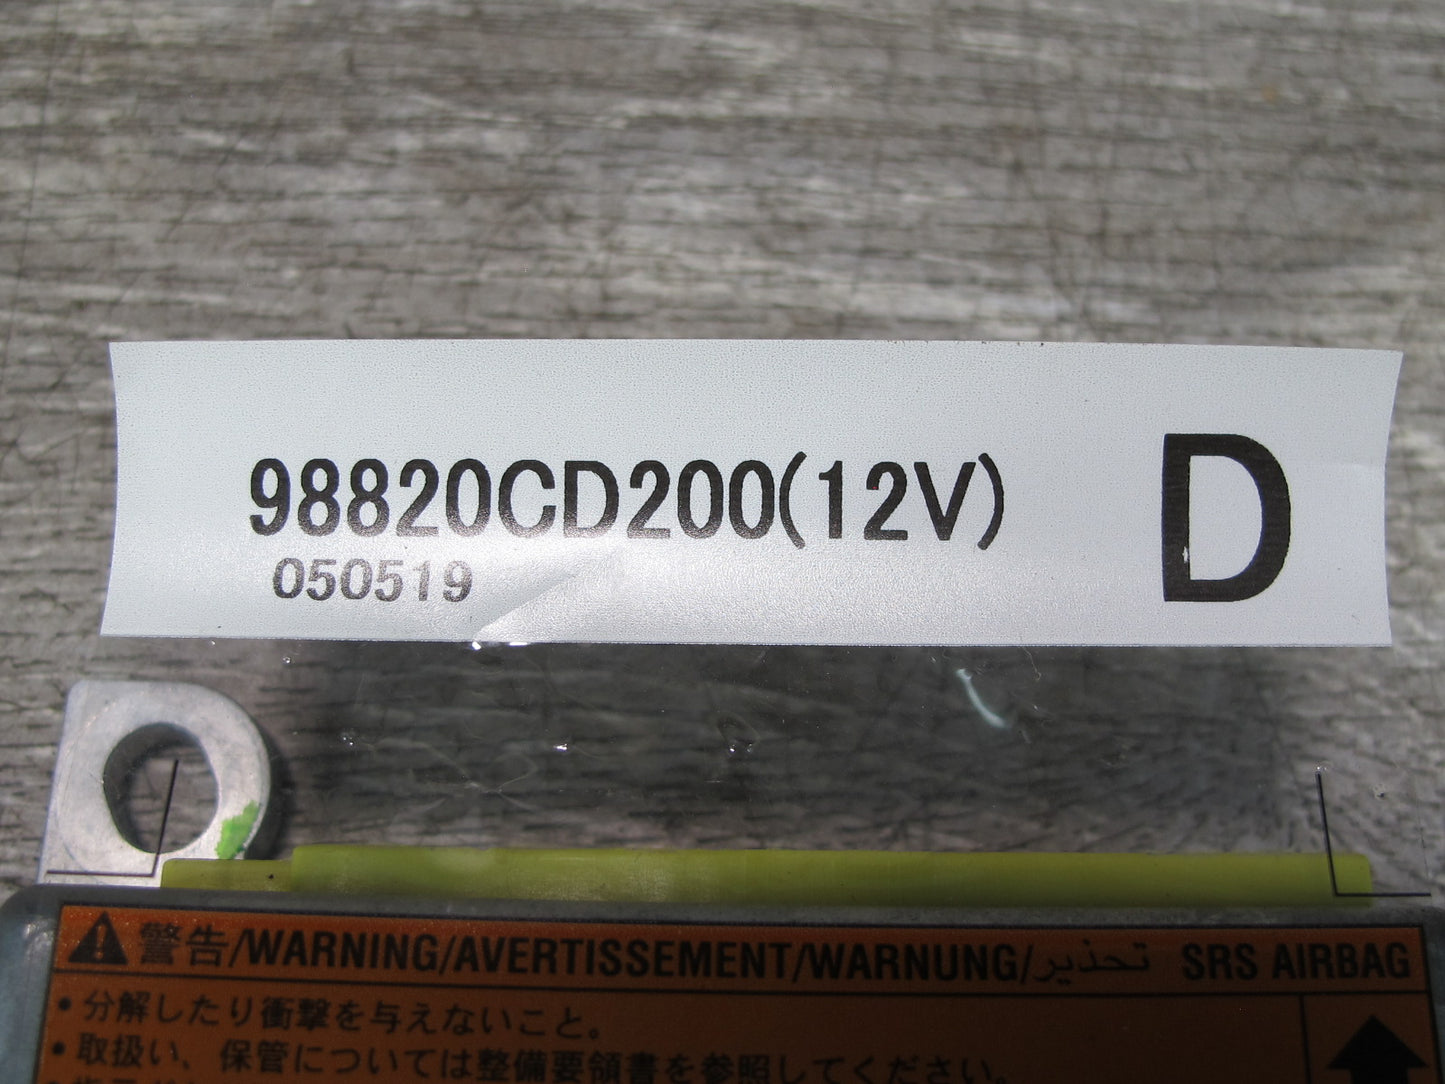 98820CD200(12V)
D
050519
警告/WARNING/AVERTISSEMENT/WARNUNG/تحذير SRS AIRBAG
・分解したり衝撃を与えないこと。
・取扱い、保管については整備要領書を参照してください。